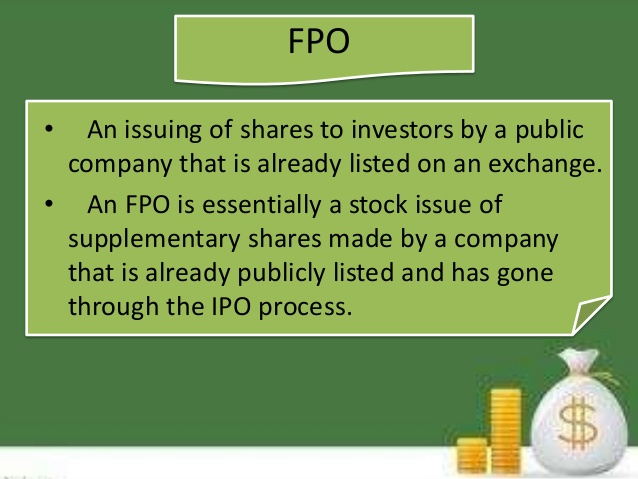 FPO
• An issuing of shares to investors by a public
company that is already listed on an exchange.
• An FPO is essentially a stock issue of
supplementary shares made by a company
that is already publicly listed and has gone
through the IPO process.
$